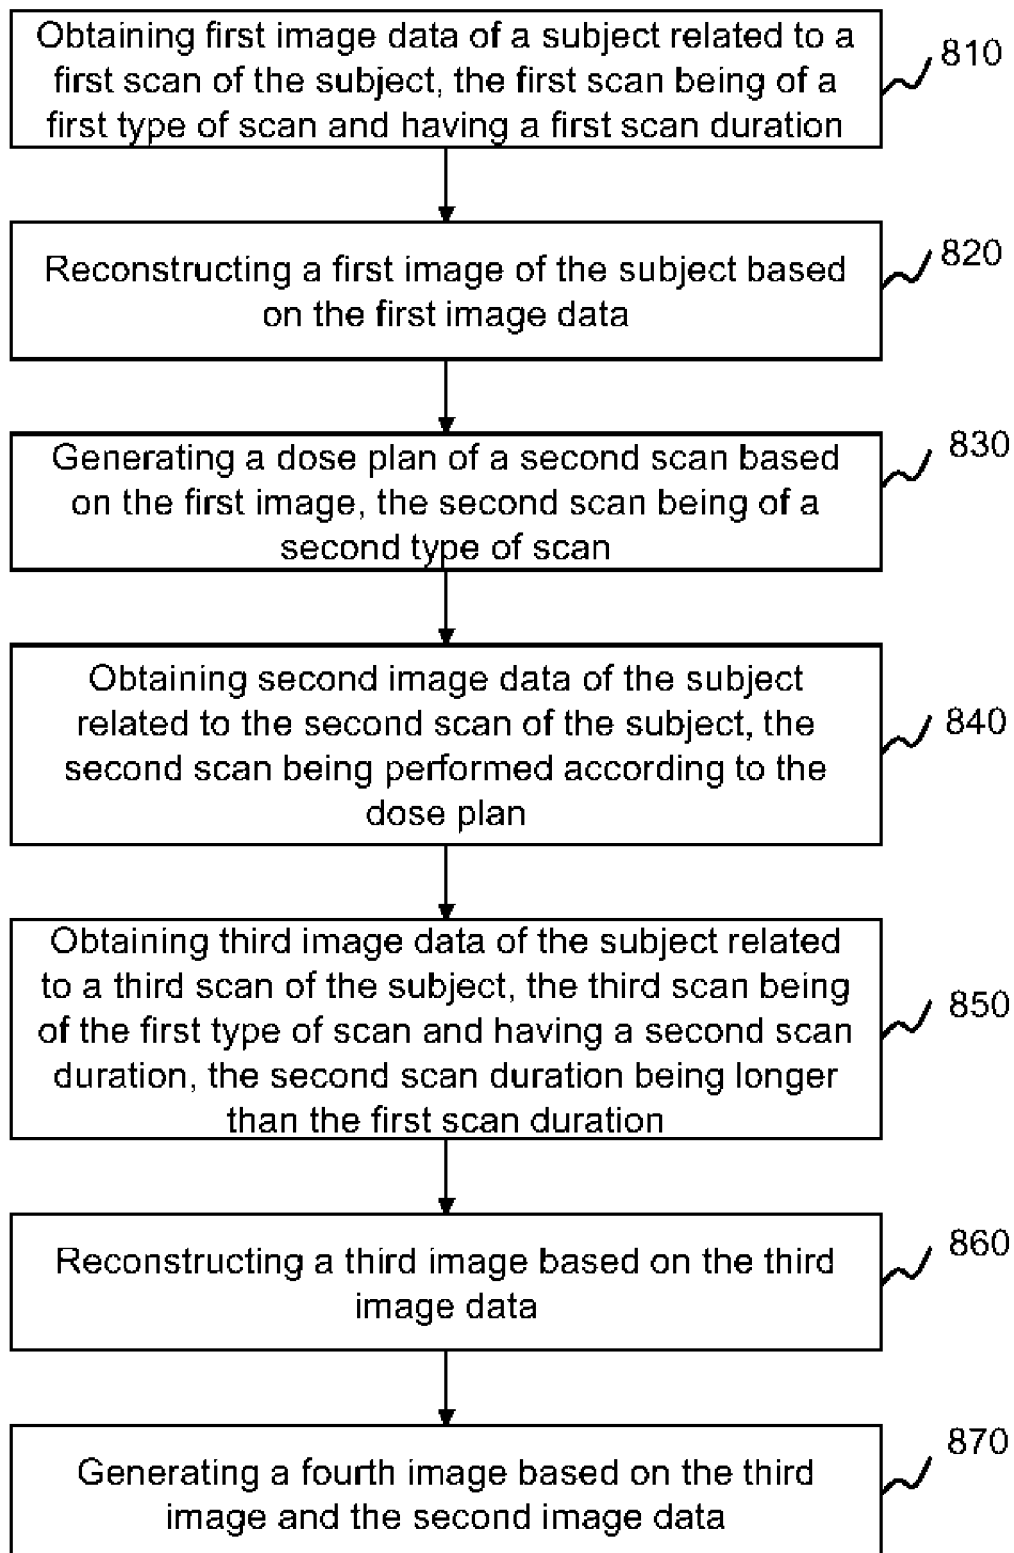 Obtaining first image data of a subject related to a
first scan of the subject, the first scan being of a
first type of scan and having a first scan duration
810
Reconstructing a first image of the subject based
on the first image data
820
Generating a dose plan of a second scan based
on the first image, the second scan being of a
second type of scan
830
Obtaining second image data of the subject
related to the second scan of the subject, the
second scan being performed according to the
dose plan
840
Obtaining third image data of the subject related
to a third scan of the subject, the third scan being
of the first type of scan and having a second scan
duration, the second scan duration being longer
than the first scan duration
850
Reconstructing a third image based on the third
image data
860
Generating a fourth image based on the third
image and the second image data
870